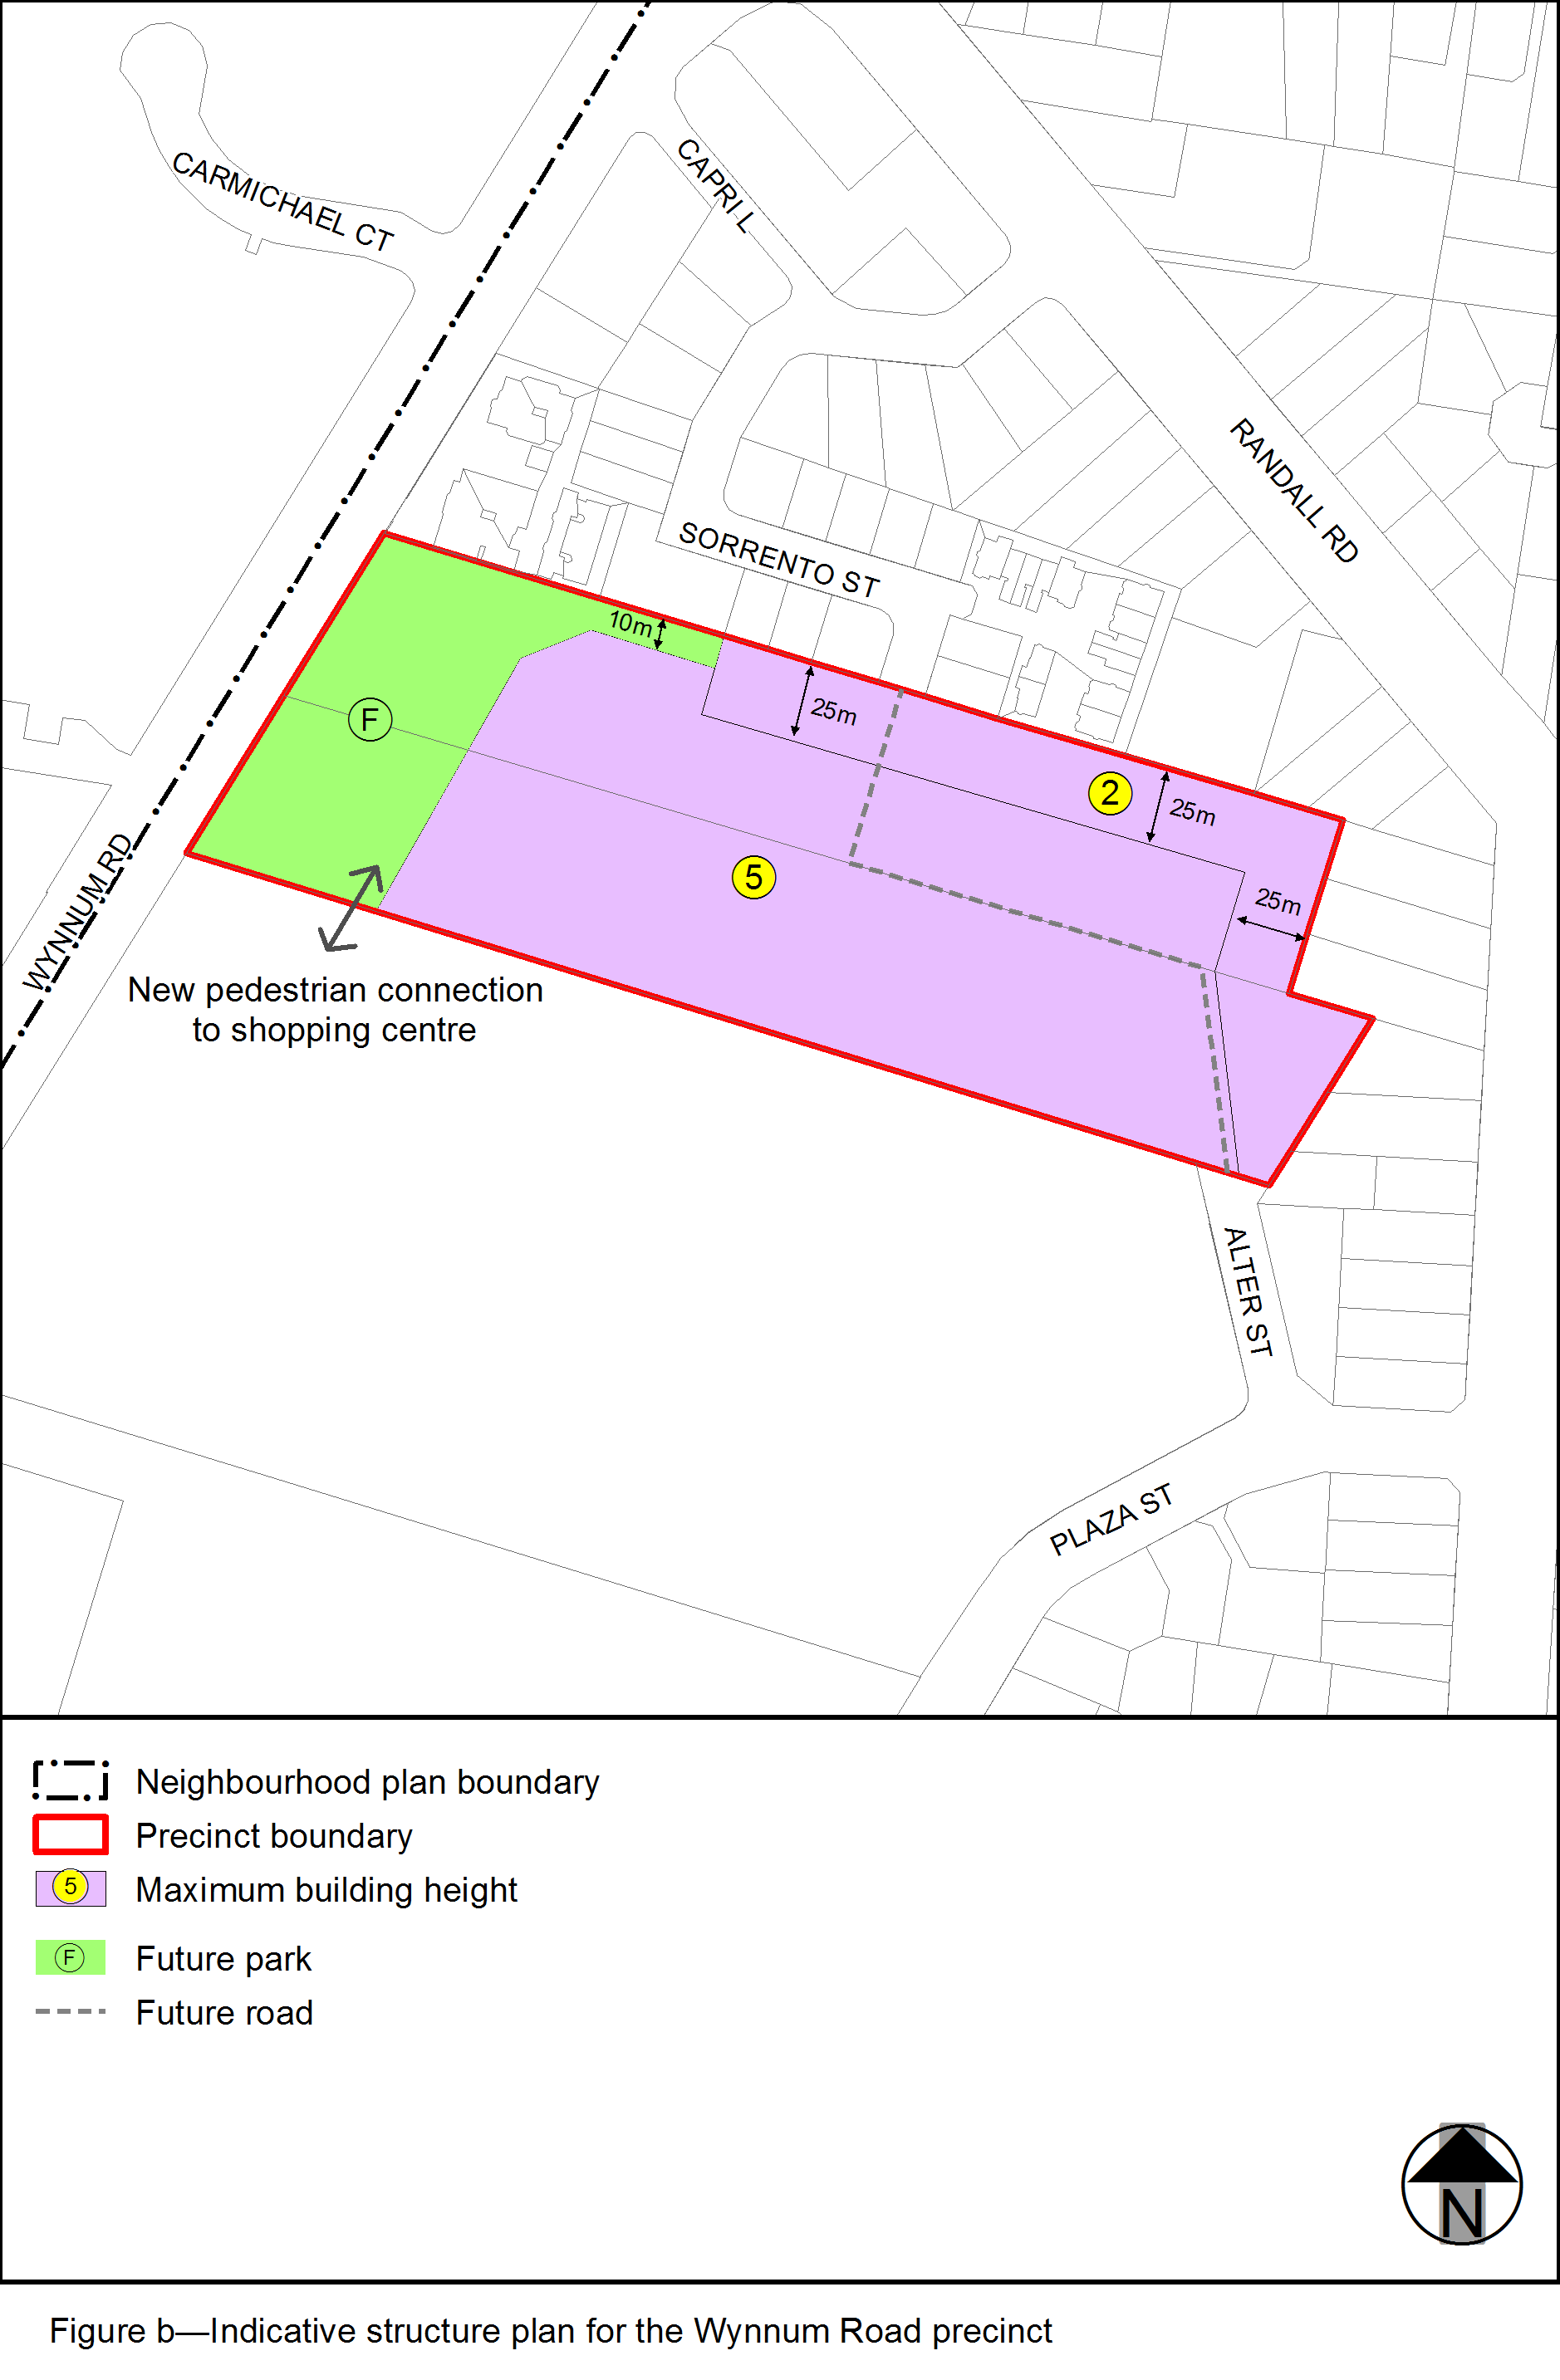 CARMICHAEL CT
CAPRI L
RANDALL RD
SORRENTO ST
10m
25m
2
25m
F
5
25m
WYNNUM RD
New pedestrian connection
to shopping centre
ALTER ST
PLAZA ST
Neighbourhood plan boundary
Precinct boundary
5
Maximum building height
F
Future park
Future road
N
Figure b—Indicative structure plan for the Wynnum Road precinct